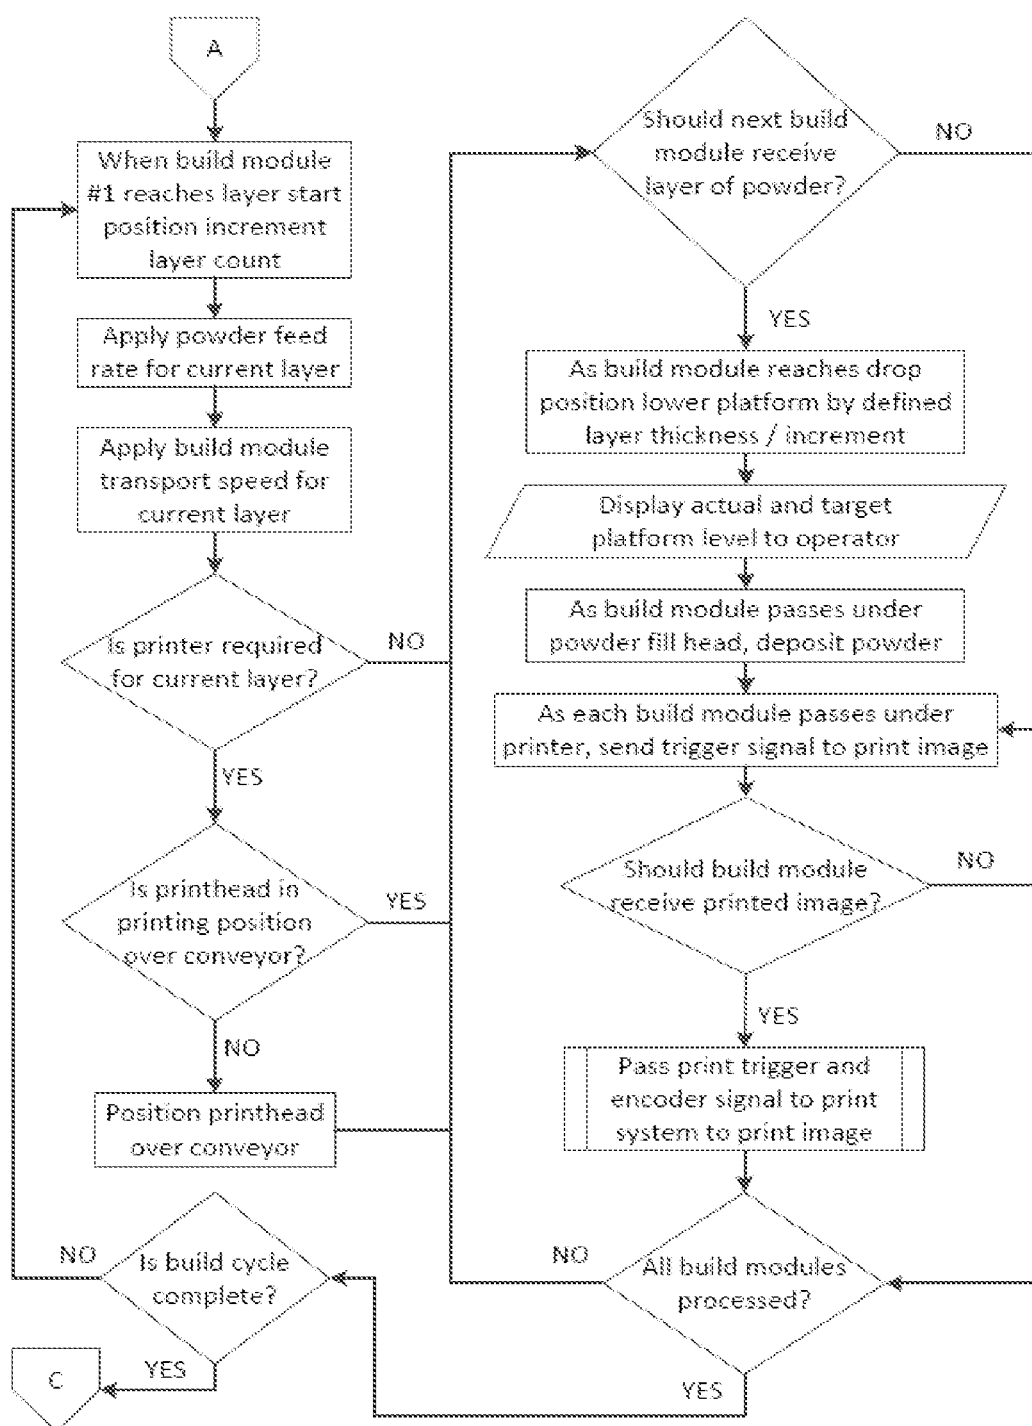 A
When build module
#1 reaches layer start
position increment
layer count
Apply powder feed
rate for current layer
Apply build module
transport speed for
current layer
Is printer required
for current layer?
NO
YES
Is printhead in
printing position
over conveyor?
YES
NO
Position printhead
over conveyor
Is build cycle
complete?
NO
YES
C
Should next build
module receive
layer of powder?
NO
YES
As build module reaches drop
position lower platform by defined
layer thickness / increment
Display actual and target
platform level to operator
As build module passes under
powder fill head, deposit powder
As each build module passes under
printer, send trigger signal to print image
Should build module
receive printed image?
NO
YES
Pass print trigger and
encoder signal to print
system to print image
All build modules
processed?
NO
YES